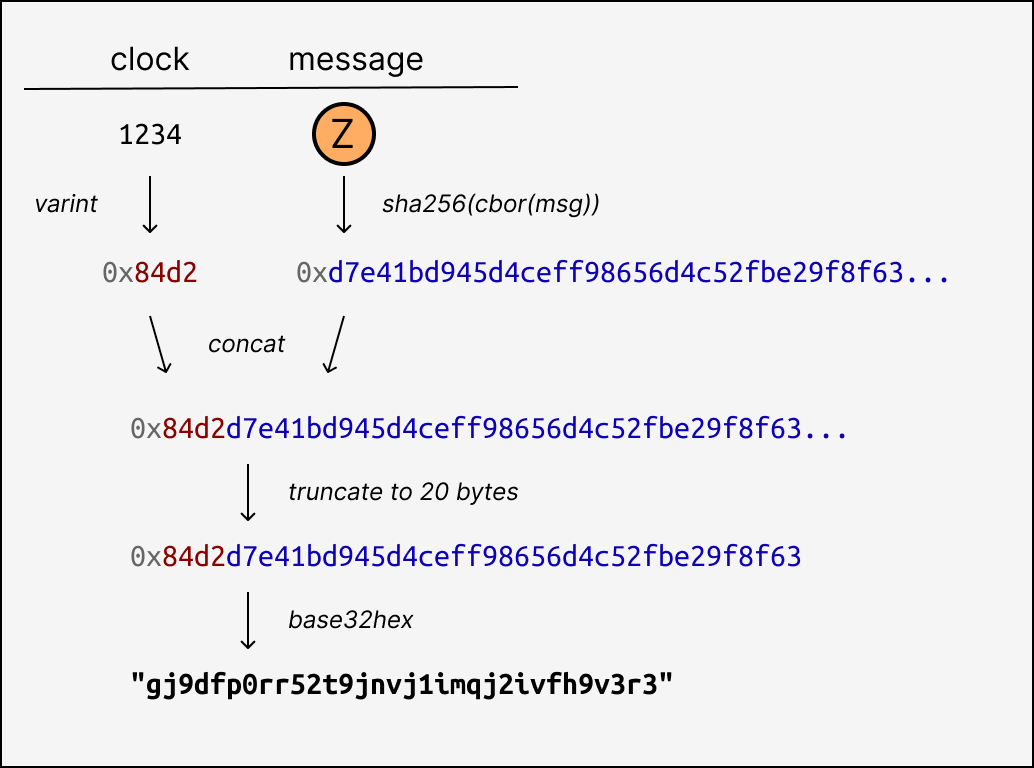 clock message
1234 Z
varint sha256(cbor(msg))
0x84d2 0xd7e41bd945d4ceff98656d4c52fbe29f8f63...
concat
0x84d2d7e41bd945d4ceff98656d4c52fbe29f8f63...
truncate to 20 bytes
0x84d2d7e41bd945d4ceff98656d4c52fbe29f8f63
base32hex
"gj9dfp0rr52t9jnvj1imqj2ivfh9v3r3"